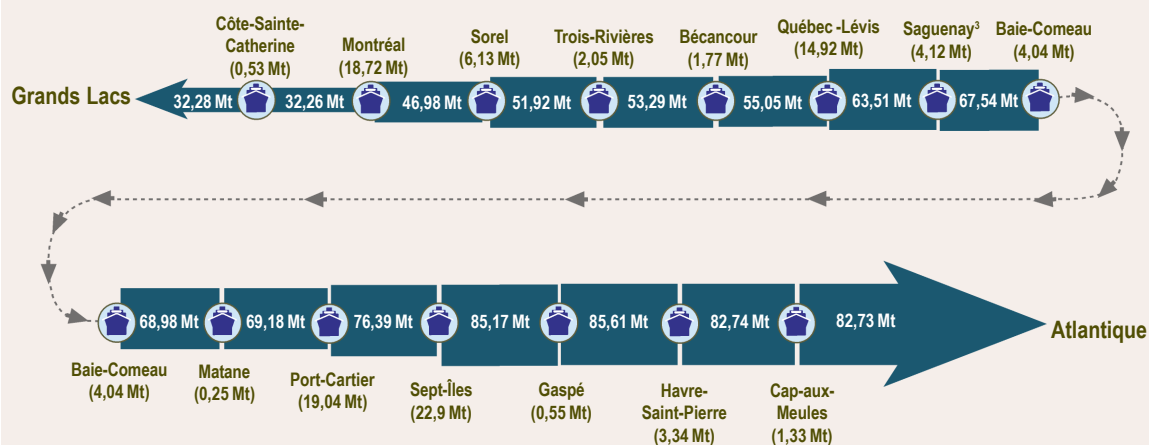 Côte-Sainte-
Catherine
(0,53 Mt)
Montréal
(18,72 Mt)
Sorel
(6,13 Mt)
Trois-Rivières
(2,05 Mt)
Bécancour
(1,77 Mt)
Québec -Lévis
(14,92 Mt)
Saguenay³
(4,12 Mt)
Baie-Comeau
(4,04 Mt)
Grands Lacs
32,28 Mt
32,26 Mt
46,98 Mt
51,92 Mt
53,29 Mt
55,05 Mt
63,51 Mt
67,54 Mt
68,98 Mt
69,18 Mt
76,39 Mt
85,17 Mt
85,61 Mt
82,74 Mt
82,73 Mt
Atlantique
Baie-Comeau
(4,04 Mt)
Matane
(0,25 Mt)
Port-Cartier
(19,04 Mt)
Sept-Îles
(22,9 Mt)
Gaspé
(0,55 Mt)
Havre-
Saint-Pierre
(3,34 Mt)
Cap-aux-
Meules
(1,33 Mt)